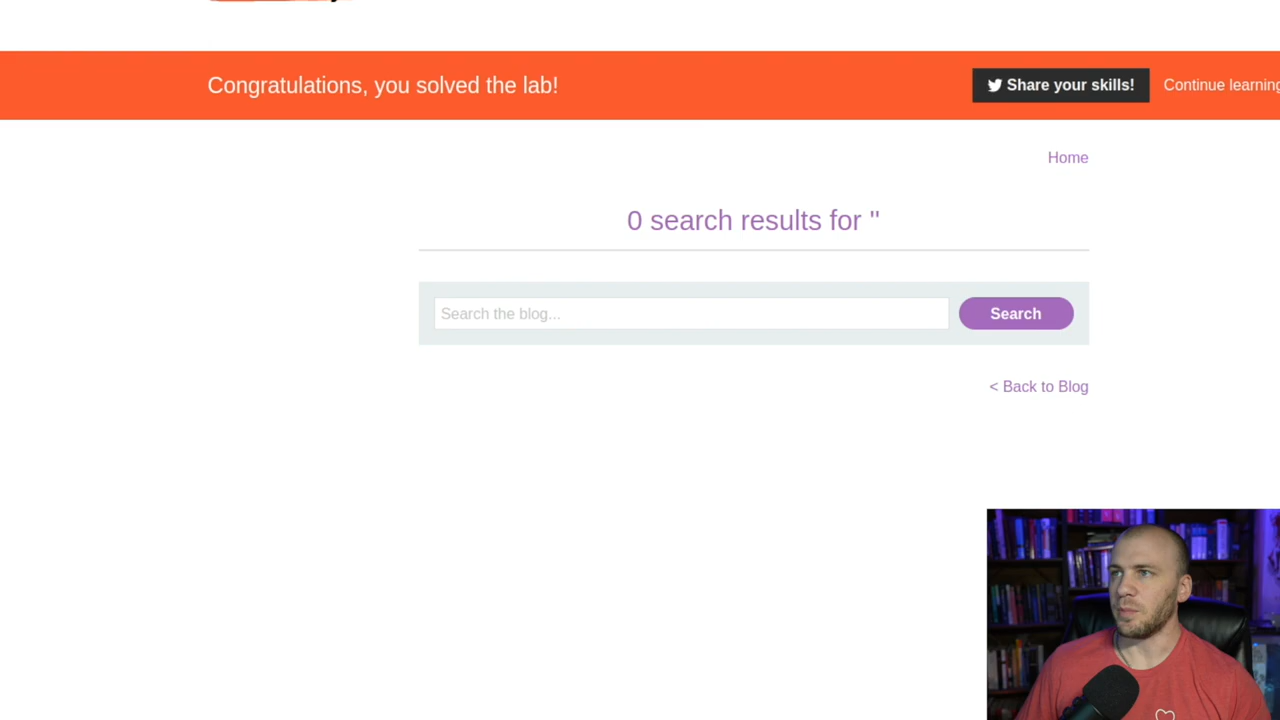 Congratulations, you solved the lab!
Share your skills!
Continue learning
Home
0 search results for ''
Search the blog...
Search
< Back to Blog